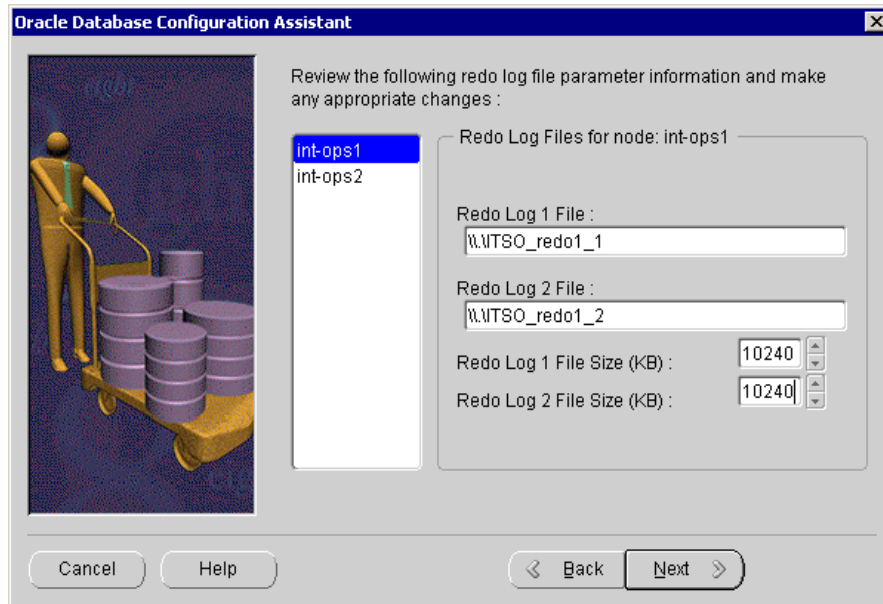 Oracle Database Configuration Assistant
Review the following redo log file parameter information and make
any appropriate changes :
int-ops1
int-ops2
Redo Log Files for node: int-ops1
Redo Log 1 File :
\\.\ITSO_redo1_1
Redo Log 2 File :
\\.\ITSO_redo1_2
Redo Log 1 File Size (KB) : 10240
Redo Log 2 File Size (KB) : 10240
Cancel Help Back Next